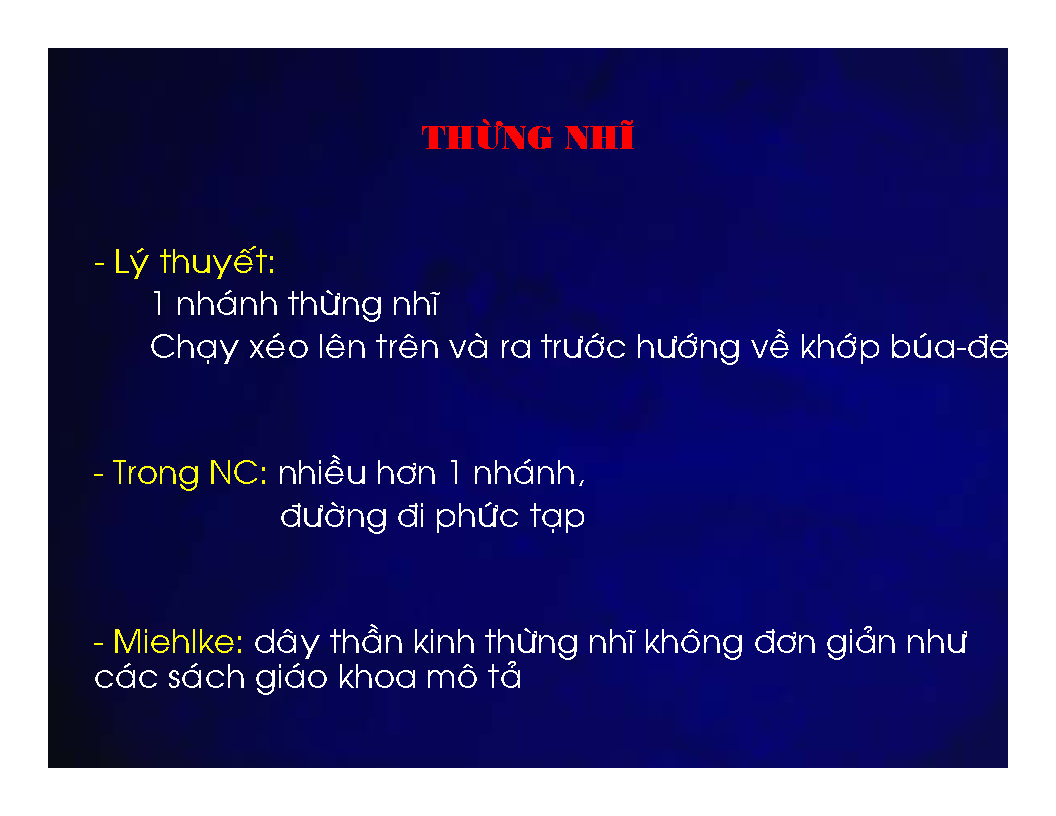 THỪNG NHĨ
- Lý thuyết:
1 nhánh thừng nhĩ
Chạy xéo lên trên và ra trước hướng về khớp búa-đe
- Trong NC: nhiều hơn 1 nhánh,
đường đi phức tạp
- Miehlke: dây thần kinh thừng nhĩ không đơn giản như
các sách giáo khoa mô tả